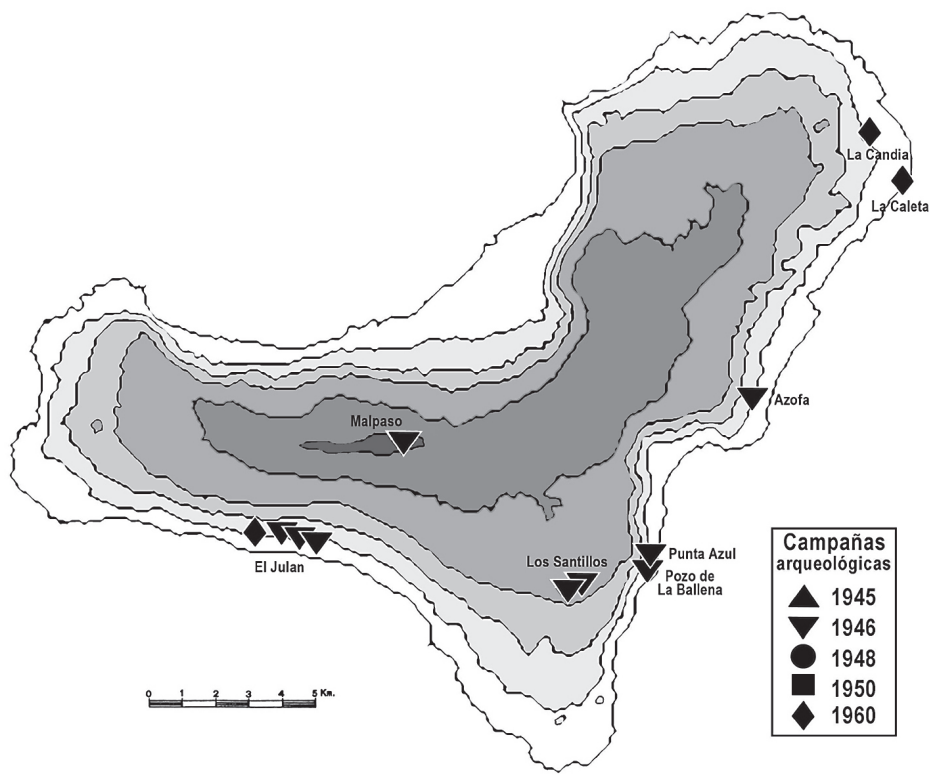 La Candia
La Caleta
Azofa
Malpaso
El Julan
Los Santillos
Punta Azul
Pozo de
La Ballena
0 1 2 3 4 5 Km.
Campañas
arqueológicas
1945
1946
1948
1950
1960